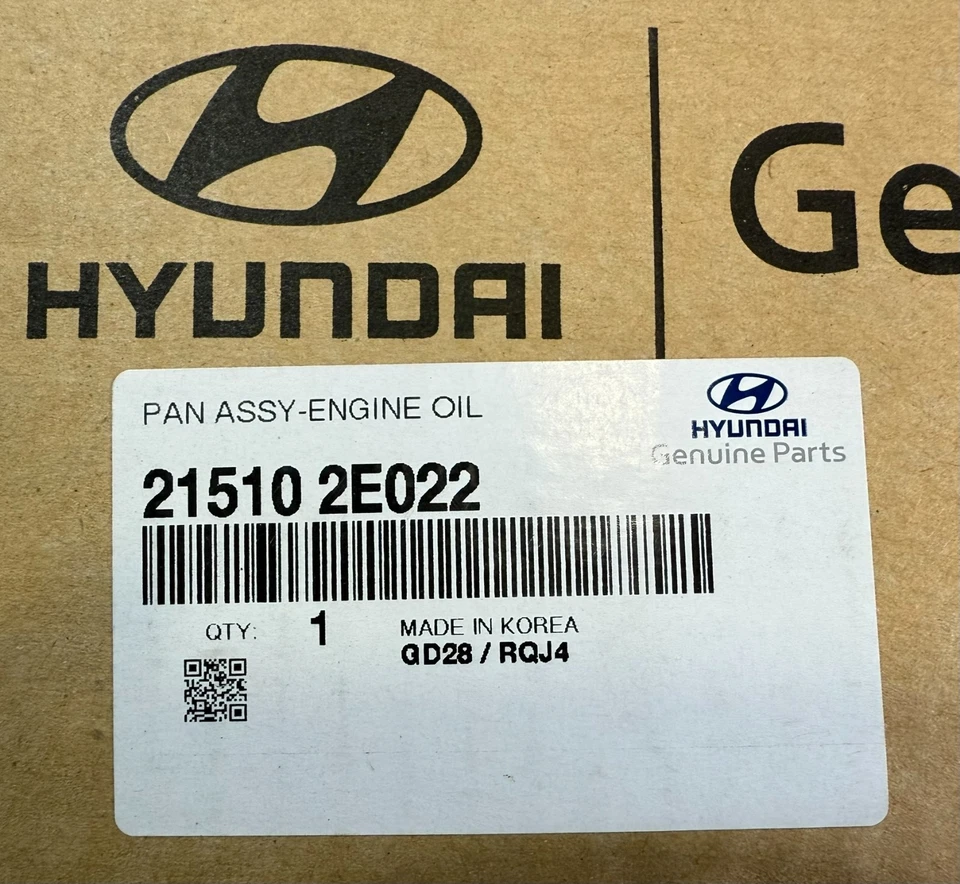 HYUNDAI
Ge
PAN ASSY-ENGINE OIL
HYUNDAI
Genuine Parts
21510 2E022
QTY: 1 MADE IN KOREA
GD28 / RQJ4